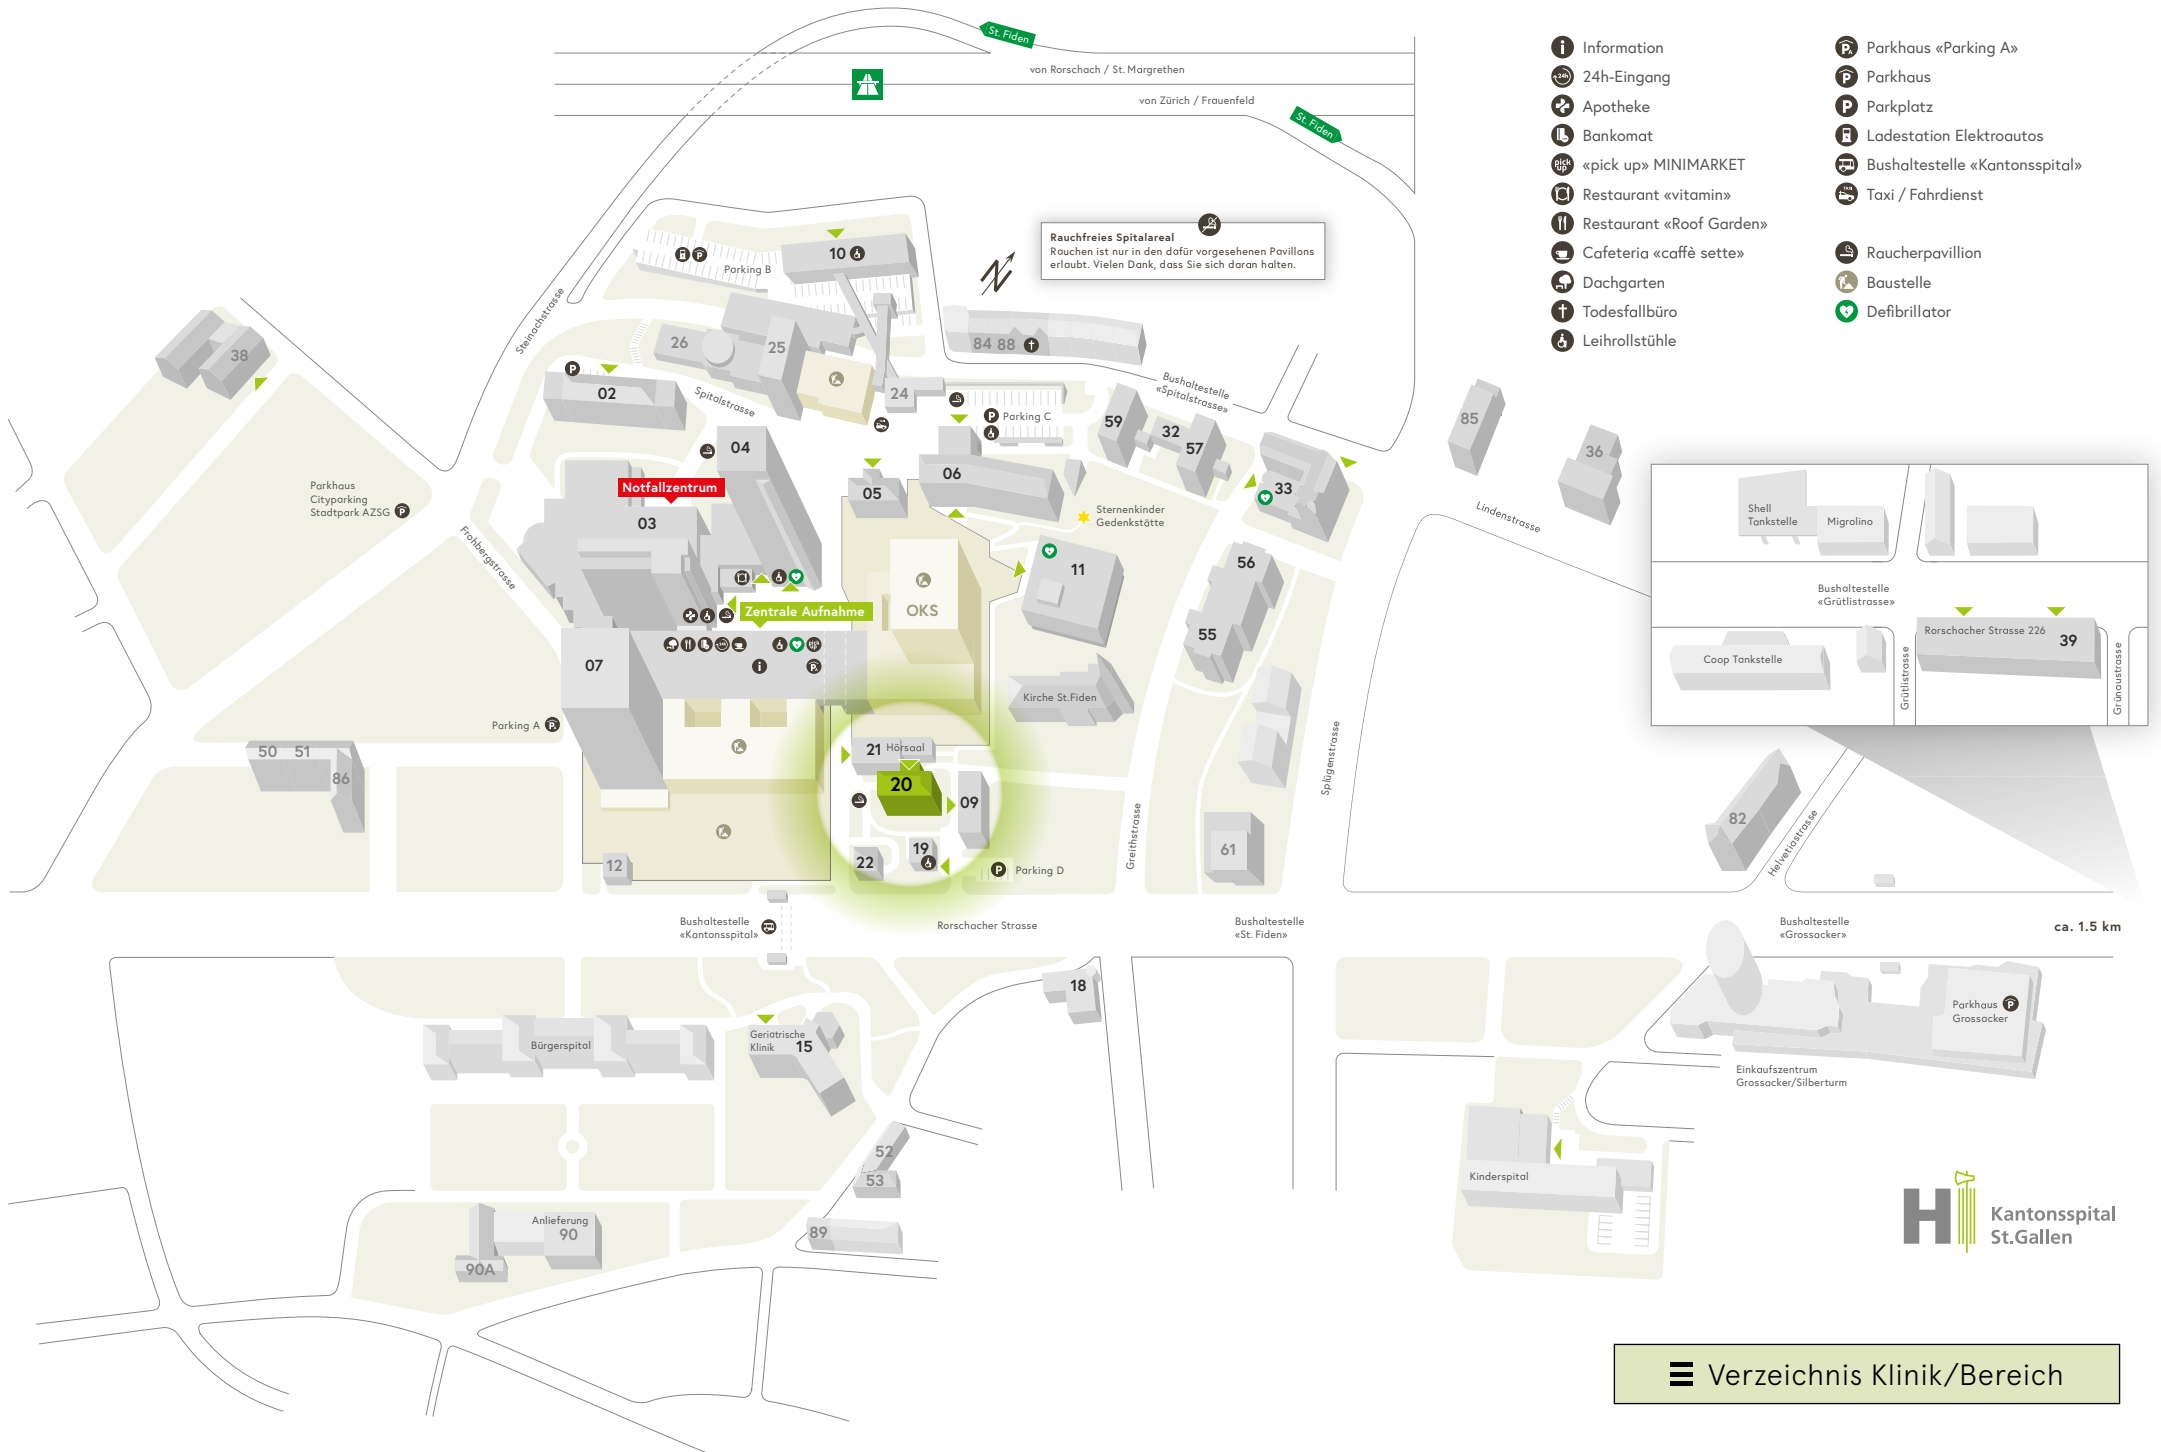 St. Fiden
von Rorschach / St. Margrethen
von Zürich / Frauenfeld
St. Fiden
Information
24h-Eingang
Apotheke
Bankomat
pick up
«pick up» MINIMARKET
Restaurant «vitamin»
Restaurant «Roof Garden»
Cafeteria «caffè sette»
Dachgarten
Todesfallbüro
Leihrollstühle
Parkhaus «Parking A»
Parkhaus
Parkplatz
Ladestation Elektroautos
Bushaltestelle «Kantonsspital»
Taxi / Fahrdienst
Raucherpavillion
Baustelle
Defibrillator
Rauchfreies Spitalareal
Rauchen ist nur in den dafür vorgesehenen Pavillons
erlaubt. Vielen Dank, dass Sie sich daran halten.
N
10
Parking B
Steinachstrasse
38
26
25
84 88
02
Spitalstrasse
24
Bushaltestelle
«Spitalstrasse»
Parking C
59
32
57
85
36
04
06
05
33
Notfallzentrum
03
Parkhaus
Cityparking
Stadtpark AZSG
Frohbergstrasse
Sternenkinder
Gedenkstätte
Lindenstrasse
Shell
Tankstelle
Migrolino
11
56
55
OKS
Zentrale Aufnahme
Bushaltestelle
«Grütlistrasse»
Rorschacher Strasse 226
39
Coop Tankstelle
Grütlistrasse
Grünaustrasse
07
Kirche St.Fiden
Parking A
50 51
86
21 Hörsaal
20
09
Splügenstrasse
Greithstrasse
82
Helvetiastrasse
61
12
22
19
Parking D
Bushaltestelle
«Kantonsspital»
Rorschacher Strasse
Bushaltestelle
«St. Fiden»
Bushaltestelle
«Grossacker»
ca. 1.5 km
18
Parkhaus
Grossacker
Bürgerspital
Geriatrische
Klinik
15
Einkaufszentrum
Grossacker/Silberturm
52
53
Kinderspital
Anlieferung
90
90A
89
Kantonsspital
St.Gallen
Verzeichnis Klinik/Bereich